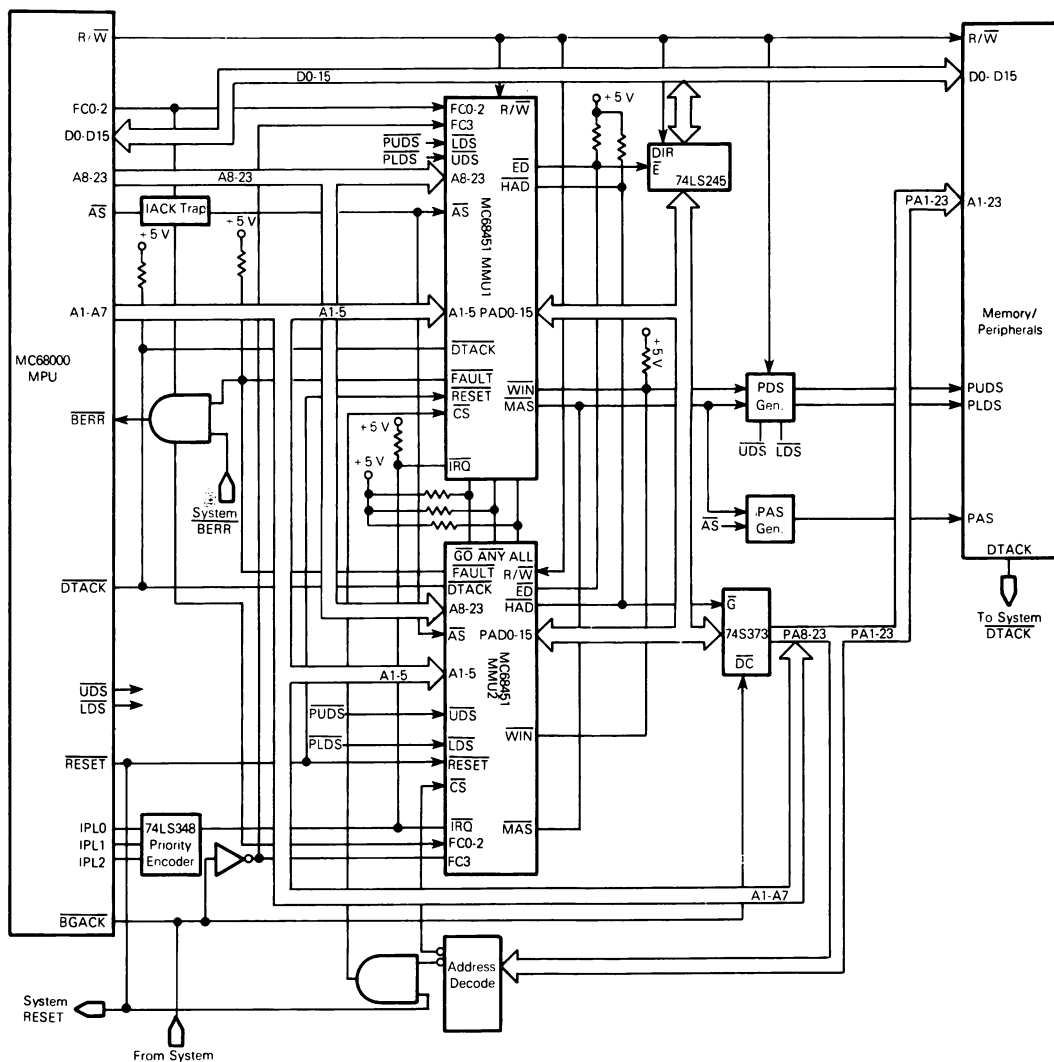 R/W
D0-15
FC0-2
D0-D15
A8-23
A8-23
AS
IACK Trap
+5 V
+5 V
A1-A7
A1-5
MC68000
MPU
BERR
System
BERR
DTACK
UDS
LDS
RESET
IPL0
IPL1
IPL2
74LS348
Priority
Encoder
BGACK
System
RESET
From System
FC0-2
FC3
PUDS
LDS
PLDS
UDS
A8-23
AS
A1-5
DTACK
FAULT
RESET
CS
IRQ
R/W
ED
HAD
MC68451 MMU1
PAD0-15
WIN
MAS
+5 V
+5 V
+5 V
+5 V
GO ANY ALL
FAULT
DTACK
A8-23
AS
A1-5
A1-5
PUDS
UDS
PLDS
LDS
RESET
CS
IRQ
FC0-2
FC3
R/W
ED
HAD
PAD0-15
MC68451
MMU2
WIN
MAS
DIR
E
74LS245
PDS
Gen.
UDS LDS
AS
PAS
Gen.
G
74S373
DC
PA8-23
PA1-23
PA1-23
A1-A7
Address
Decode
R/W
D0- D15
A1-23
Memory/
Peripherals
PUDS
PLDS
PAS
DTACK
To System
DTACK